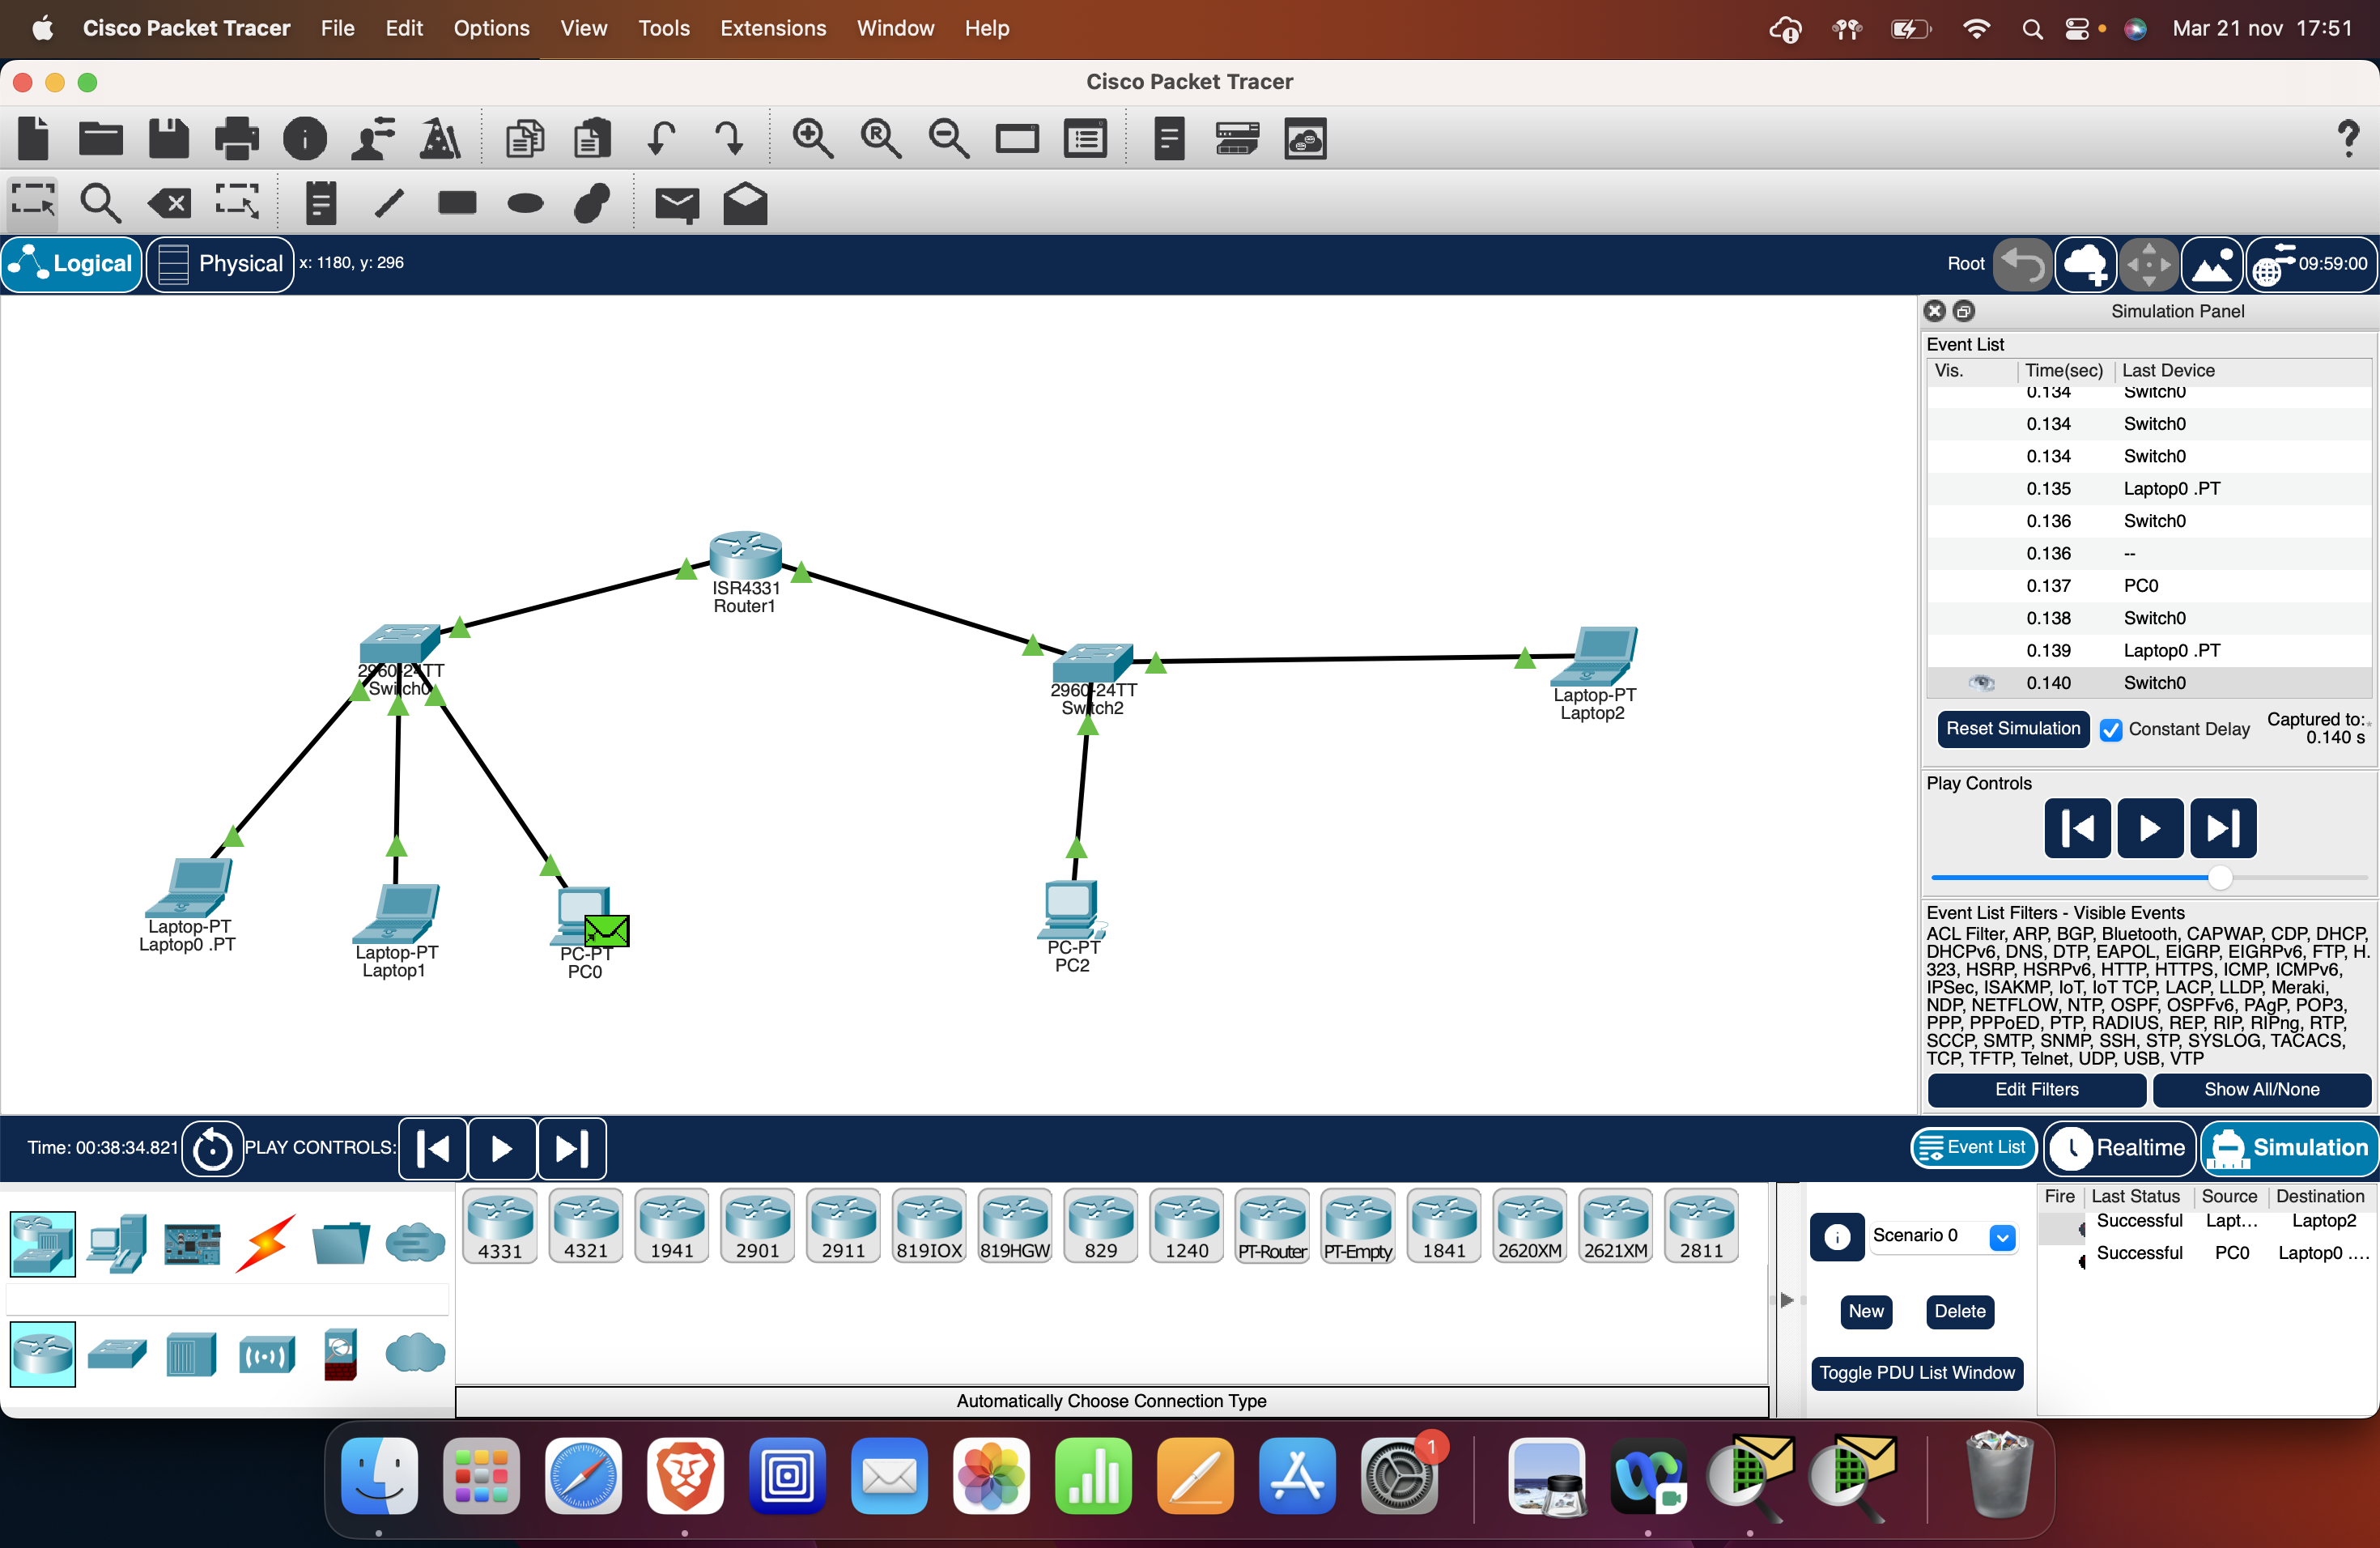 Cisco Packet Tracer File Edit Options View Tools Extensions Window Help Mar 21 nov 17:51
Cisco Packet Tracer
Logical Physical x: 1180, y: 296 Root 09:59:00
Simulation Panel
Event List
Vis. Time(sec) Last Device
0.134 Switch0
0.134 Switch0
0.134 Switch0
0.135 Laptop0 .PT
0.136 Switch0
0.136 --
0.137 PC0
0.138 Switch0
0.139 Laptop0 .PT
0.140 Switch0
Reset Simulation Constant Delay Captured to:*
0.140 s
Play Controls
Event List Filters - Visible Events
ACL Filter, ARP, BGP, Bluetooth, CAPWAP, CDP, DHCP,
DHCPv6, DNS, DTP, EAPOL, EIGRP, EIGRPv6, FTP, H.
323, HSRP, HSRPv6, HTTP, HTTPS, ICMP, ICMPv6,
IPSec, ISAKMP, IoT, IoT TCP, LACP, LLDP, Meraki,
NDP, NETFLOW, NTP, OSPF, OSPFv6, PAgP, POP3,
PPP, PPPoED, PTP, RADIUS, REP, RIP, RIPng, RTP,
SCCP, SMTP, SNMP, SSH, STP, SYSLOG, TACACS,
TCP, TFTP, Telnet, UDP, USB, VTP
Edit Filters Show All/None
ISR4331
Router1
2960-24TT
Switch0
2960-24TT
Switch2
Laptop-PT
Laptop2
Laptop-PT
Laptop0 .PT
Laptop-PT
Laptop1
PC-PT
PC0
PC-PT
PC2
Time: 00:38:34.821 PLAY CONTROLS: Event List Realtime Simulation
4331 4321 1941 2901 2911 819IOX 819HGW 829 1240 PT-Router PT-Empty 1841 2620XM 2621XM 2811
Automatically Choose Connection Type
Scenario 0
New Delete
Toggle PDU List Window
Fire Last Status Source Destination
Successful Lapt... Laptop2
Successful PC0 Laptop0 ....
1